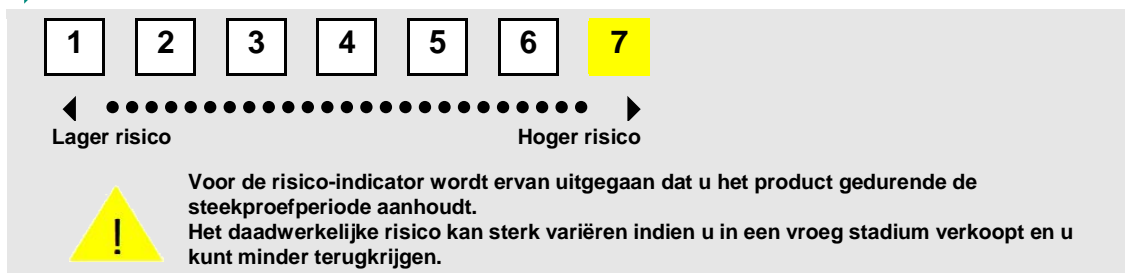 1 2 3 4 5 6 7
Lager risico Hoger risico
!
Voor de risico-indicator wordt ervan uitgegaan dat u het product gedurende de
steekproefperiode aanhoudt.
Het daadwerkelijke risico kan sterk variëren indien u in een vroeg stadium verkoopt en u
kunt minder terugkrijgen.